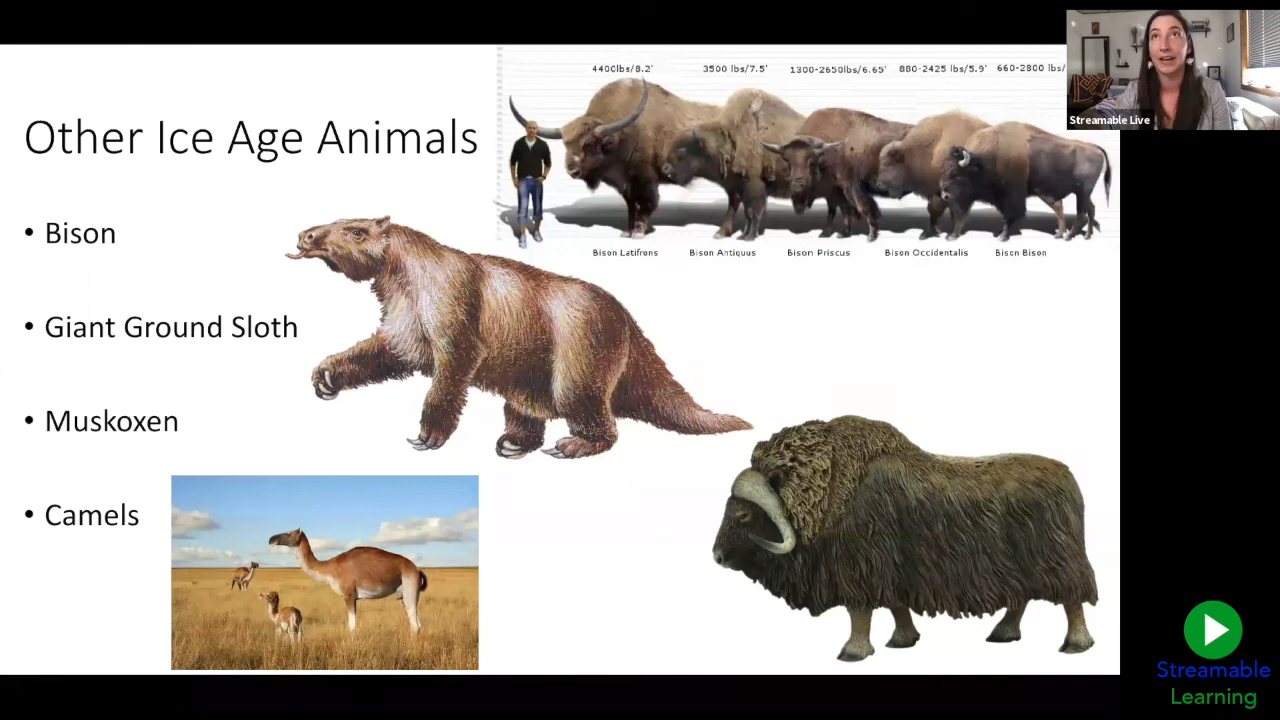 4400lbs/8.2' 3500 lbs/7.5' 1300-2650lbs/6.65' 880-2425 lbs/5.9' 660-2800 lbs/
Streamable Live
Other Ice Age Animals
• Bison
Bison Latifrons Bison Antiquus Bison Priscus Bison Occidentalis Bison Bison
• Giant Ground Sloth
• Muskoxen
• Camels
Streamable
Learning